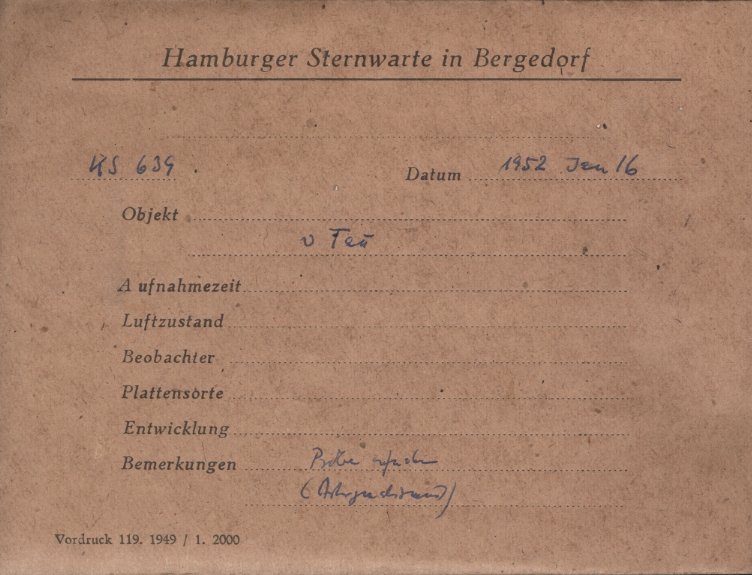 Hamburger Sternwarte in Bergedorf
KS 639 Datum 1952 Jan 16
Objekt
υ Tau
Aufnahmezeit
Luftzustand
Beobachter
Plattensorte
Entwicklung
Bemerkungen
Vordruck 119. 1949 / 1. 2000